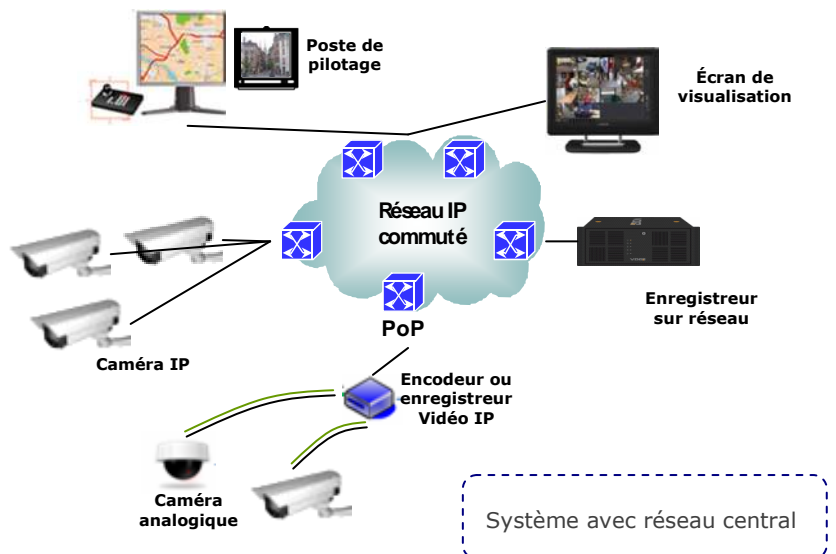 Poste de
pilotage
Écran de
visualisation
Réseau IP
commuté
Enregistreur
sur réseau
PoP
Caméra IP
Encodeur ou
enregistreur
Vidéo IP
Caméra
analogique
Système avec réseau central